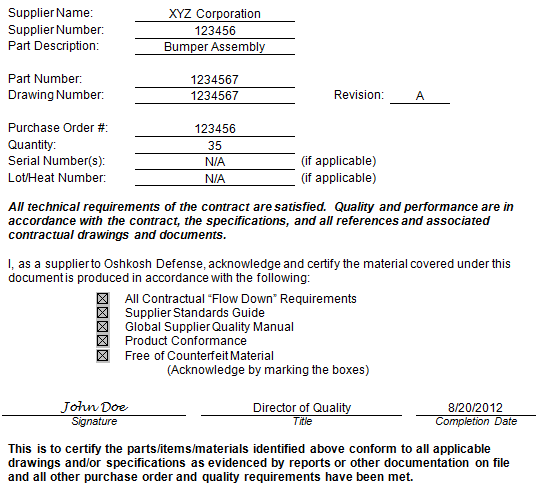 Supplier Name: XYZ Corporation
Supplier Number: 123456
Part Description: Bumper Assembly
Part Number: 1234567
Drawing Number: 1234567 Revision: A
Purchase Order #: 123456
Quantity: 35
Serial Number(s): N/A (if applicable)
Lot/Heat Number: N/A (if applicable)
All technical requirements of the contract are satisfied. Quality and performance are in
accordance with the contract, the specifications, and all references and associated
contractual drawings and documents.
I, as a supplier to Oshkosh Defense, acknowledge and certify the material covered under this
document is produced in accordance with the following:
☒ All Contractual “Flow Down” Requirements
☒ Supplier Standards Guide
☒ Global Supplier Quality Manual
☒ Product Conformance
☒ Free of Counterfeit Material
(Acknowledge by marking the boxes)
John Doe Director of Quality 8/20/2012
Signature Title Completion Date
This is to certify the parts/items/materials identified above conform to all applicable
drawings and/or specifications as evidenced by reports or other documentation on file
and all other purchase order and quality requirements have been met.